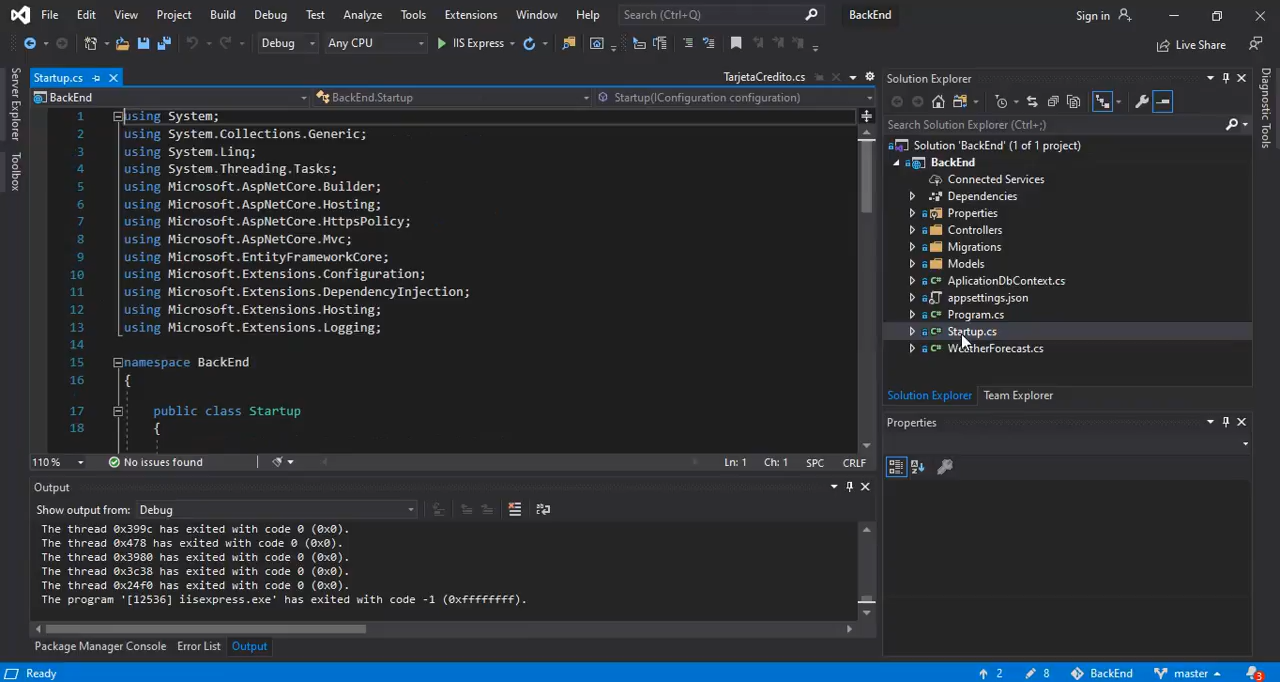 File Edit View Project Build Debug Test Analyze Tools Extensions Window Help Search (Ctrl+Q) BackEnd Sign in
Debug Any CPU IIS Express Live Share
Server Explorer
Toolbox
Startup.cs TarjetaCredito.cs
BackEnd BackEnd.Startup Startup(IConfiguration configuration)
1 using System;
2 using System.Collections.Generic;
3 using System.Linq;
4 using System.Threading.Tasks;
5 using Microsoft.AspNetCore.Builder;
6 using Microsoft.AspNetCore.Hosting;
7 using Microsoft.AspNetCore.HttpsPolicy;
8 using Microsoft.AspNetCore.Mvc;
9 using Microsoft.EntityFrameworkCore;
10 using Microsoft.Extensions.Configuration;
11 using Microsoft.Extensions.DependencyInjection;
12 using Microsoft.Extensions.Hosting;
13 using Microsoft.Extensions.Logging;
14
15 namespace BackEnd
16 {
17 public class Startup
18 {
110 % No issues found Ln: 1 Ch: 1 SPC CRLF
Output
Show output from: Debug
The thread 0x399c has exited with code 0 (0x0).
The thread 0x478 has exited with code 0 (0x0).
The thread 0x3980 has exited with code 0 (0x0).
The thread 0x3c38 has exited with code 0 (0x0).
The thread 0x24f0 has exited with code 0 (0x0).
The program '[12536] iisexpress.exe' has exited with code -1 (0xffffffff).
Package Manager Console Error List Output
Solution Explorer
Search Solution Explorer (Ctrl+;)
Solution 'BackEnd' (1 of 1 project)
BackEnd
Connected Services
Dependencies
Properties
Controllers
Migrations
Models
AplicationDbContext.cs
appsettings.json
Program.cs
Startup.cs
WeatherForecast.cs
Solution Explorer Team Explorer
Properties
Diagnostic Tools
Ready 2 8 BackEnd master 3